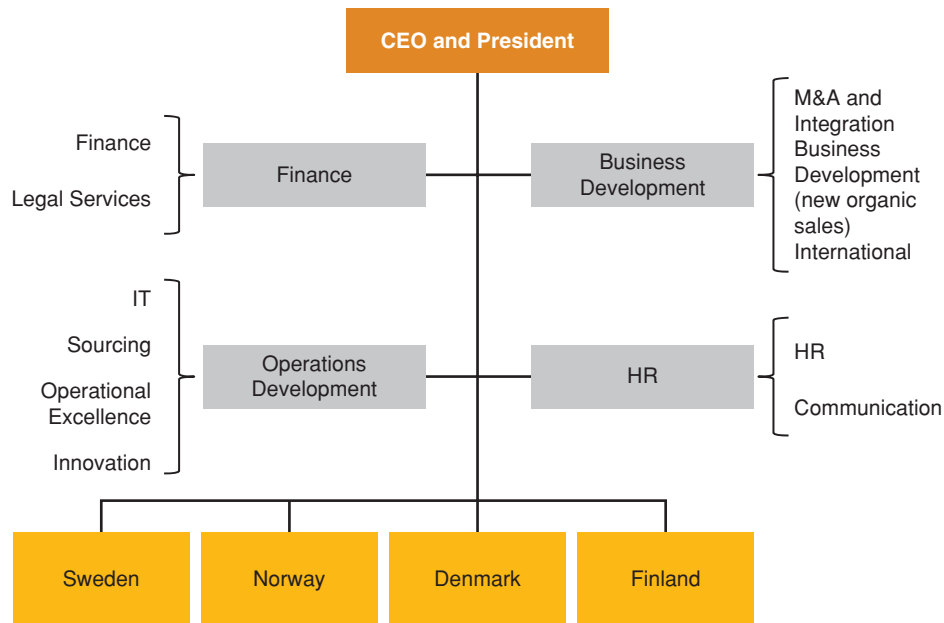 CEO and President
Finance
Legal Services
Finance
Business
Development
M&A and
Integration
Business
Development
(new organic
sales)
International
IT
Sourcing
Operational
Excellence
Innovation
Operations
Development
HR
HR
Communication
Sweden
Norway
Denmark
Finland